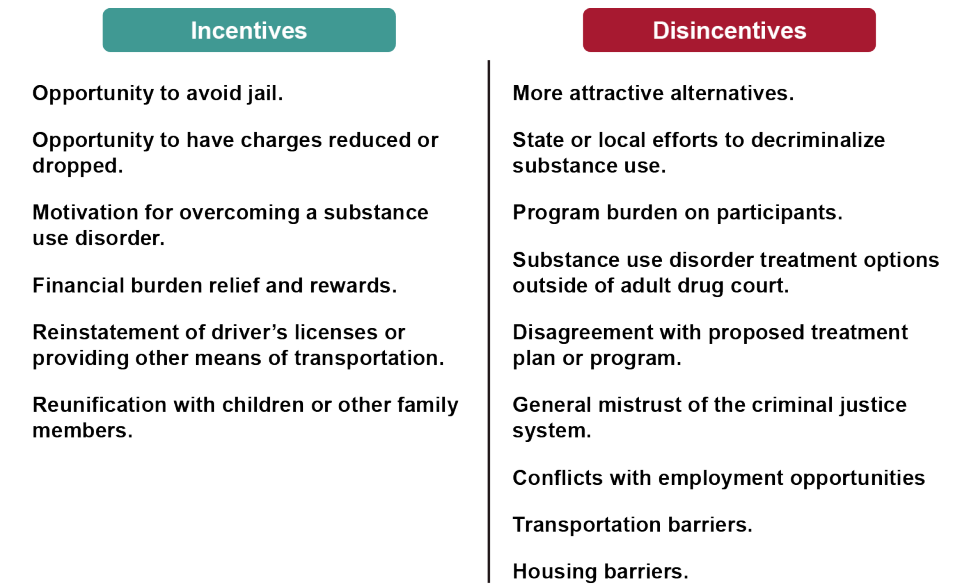 Incentives
Opportunity to avoid jail.
Opportunity to have charges reduced or
dropped.
Motivation for overcoming a substance
use disorder.
Financial burden relief and rewards.
Reinstatement of driver’s licenses or
providing other means of transportation.
Reunification with children or other family
members.
Disincentives
More attractive alternatives.
State or local efforts to decriminalize
substance use.
Program burden on participants.
Substance use disorder treatment options
outside of adult drug court.
Disagreement with proposed treatment
plan or program.
General mistrust of the criminal justice
system.
Conflicts with employment opportunities
Transportation barriers.
Housing barriers.